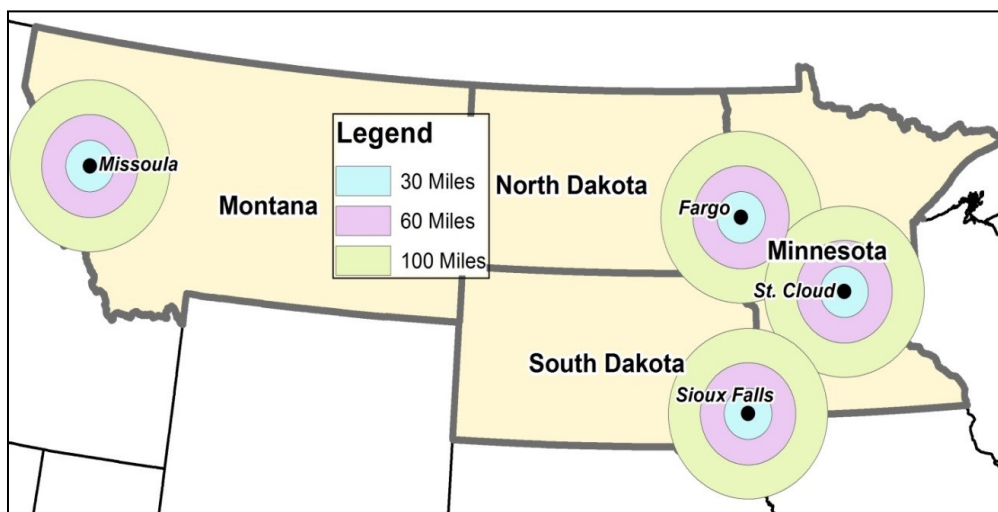 Legend
30 Miles
60 Miles
100 Miles
Missoula
Montana
North Dakota
Fargo
Minnesota
St. Cloud
South Dakota
Sioux Falls